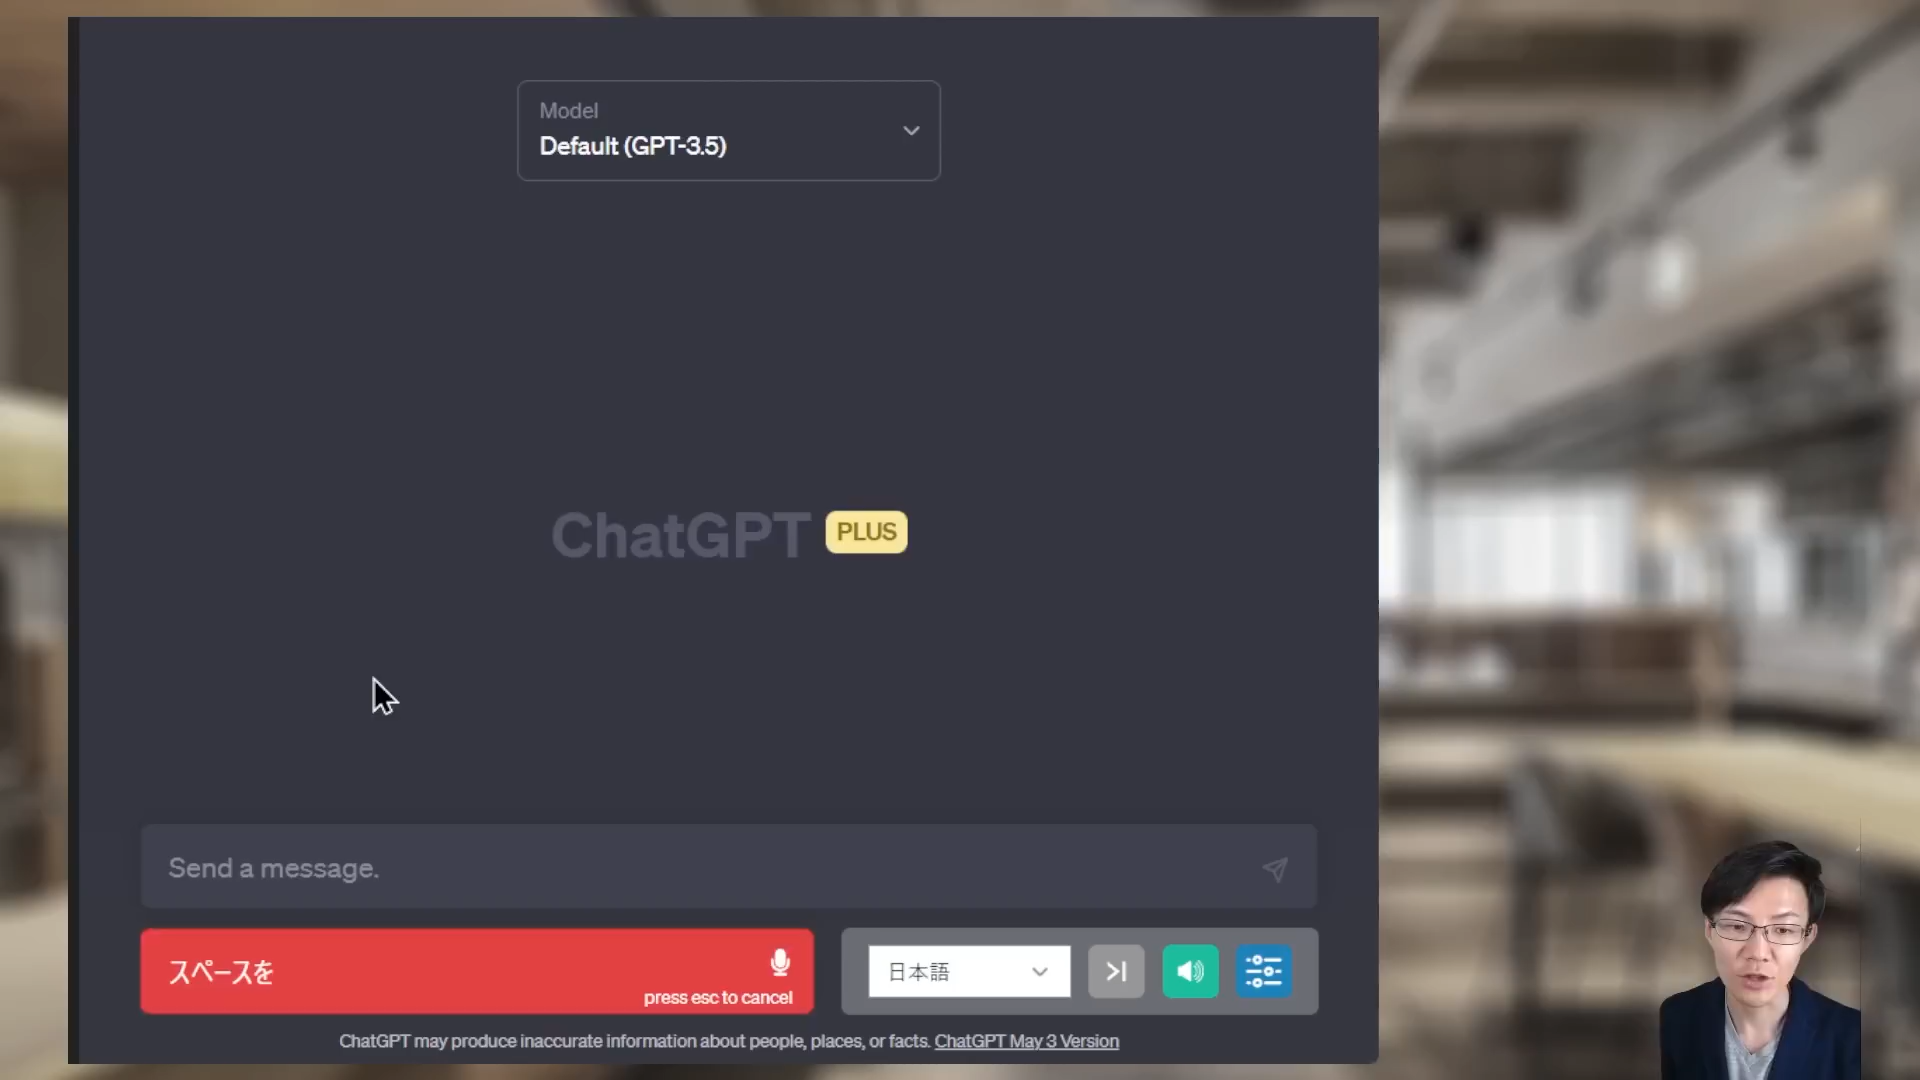 Model
Default (GPT-3.5)
ChatGPT PLUS
Send a message.
スペースを
press esc to cancel
日本語
ChatGPT may produce inaccurate information about people, places, or facts. ChatGPT May 3 Version